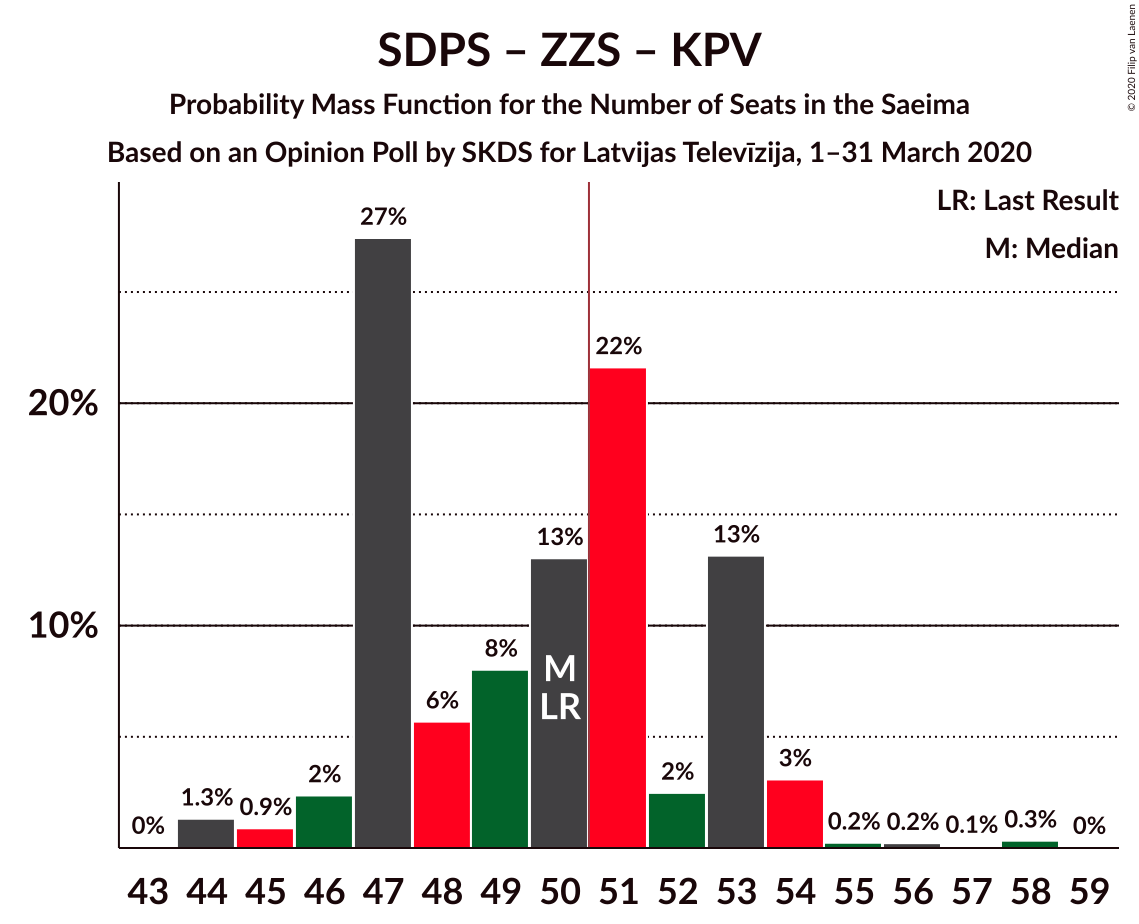 SDPS – ZZS – KPV
Probability Mass Function for the Number of Seats in the Saeima
Based on an Opinion Poll by SKDS for Latvijas Televīzija, 1–31 March 2020
© 2020 Filip van Laenen
LR: Last Result
M: Median
20%
10%
0%
1.3%
0.9%
2%
27%
6%
8%
13%
22%
2%
13%
3%
0.2%
0.2%
0.1%
0.3%
0%
M
LR
43 44 45 46 47 48 49 50 51 52 53 54 55 56 57 58 59